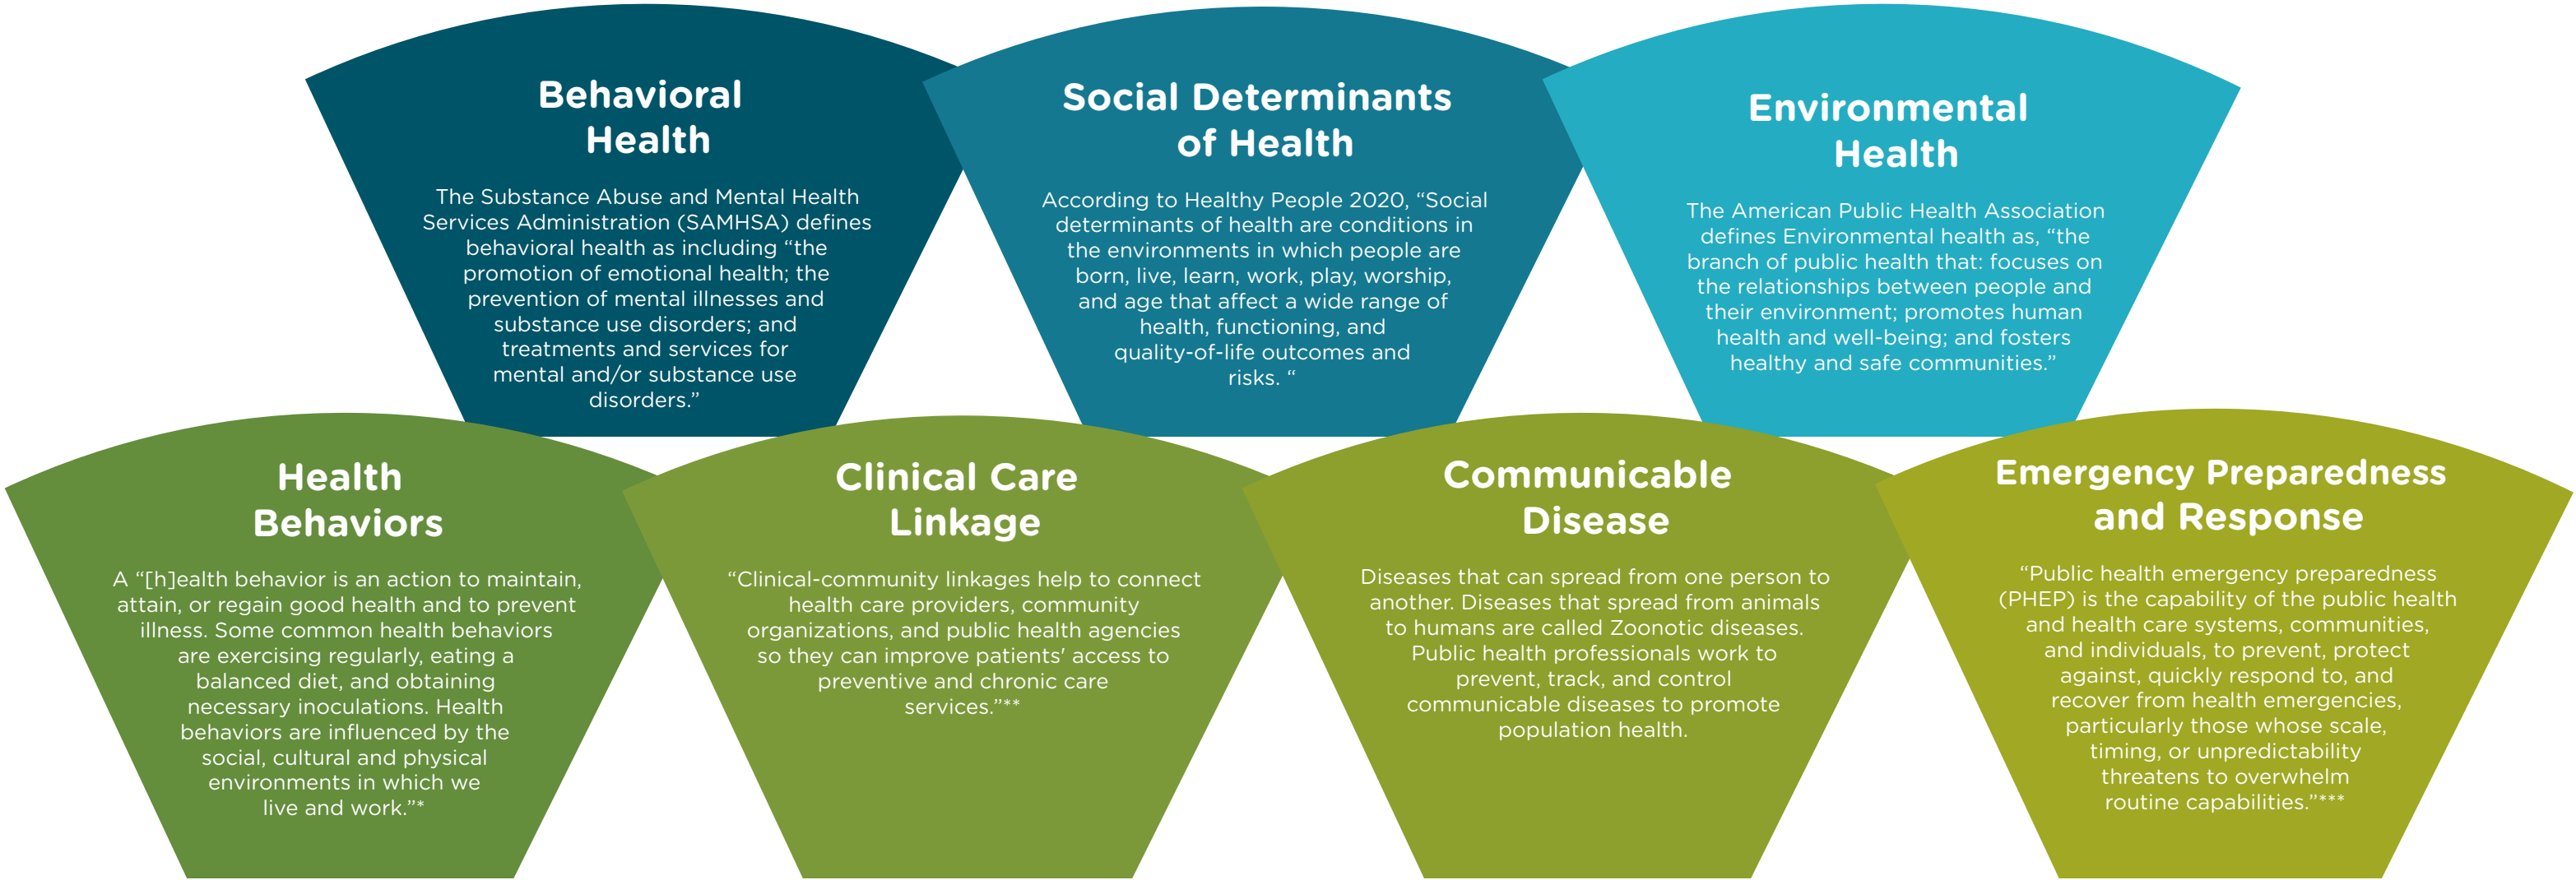 Behavioral
Health
The Substance Abuse and Mental Health
Services Administration (SAMHSA) defines
behavioral health as including “the
promotion of emotional health; the
prevention of mental illnesses and
substance use disorders; and
treatments and services for
mental and/or substance use
disorders.”
Social Determinants
of Health
According to Healthy People 2020, “Social
determinants of health are conditions in
the environments in which people are
born, live, learn, work, play, worship,
and age that affect a wide range of
health, functioning, and
quality-of-life outcomes and
risks. “
Environmental
Health
The American Public Health Association
defines Environmental health as, “the
branch of public health that: focuses on
the relationships between people and
their environment; promotes human
health and well-being; and fosters
healthy and safe communities.”
Health
Behaviors
A “[h]ealth behavior is an action to maintain,
attain, or regain good health and to prevent
illness. Some common health behaviors
are exercising regularly, eating a
balanced diet, and obtaining
necessary inoculations. Health
behaviors are influenced by the
social, cultural and physical
environments in which we
live and work.”*
Clinical Care
Linkage
“Clinical-community linkages help to connect
health care providers, community
organizations, and public health agencies
so they can improve patients' access to
preventive and chronic care
services.”**
Communicable
Disease
Diseases that can spread from one person to
another. Diseases that spread from animals
to humans are called Zoonotic diseases.
Public health professionals work to
prevent, track, and control
communicable diseases to promote
population health.
Emergency Preparedness
and Response
“Public health emergency preparedness
(PHEP) is the capability of the public health
and health care systems, communities,
and individuals, to prevent, protect
against, quickly respond to, and
recover from health emergencies,
particularly those whose scale,
timing, or unpredictability
threatens to overwhelm
routine capabilities.”***